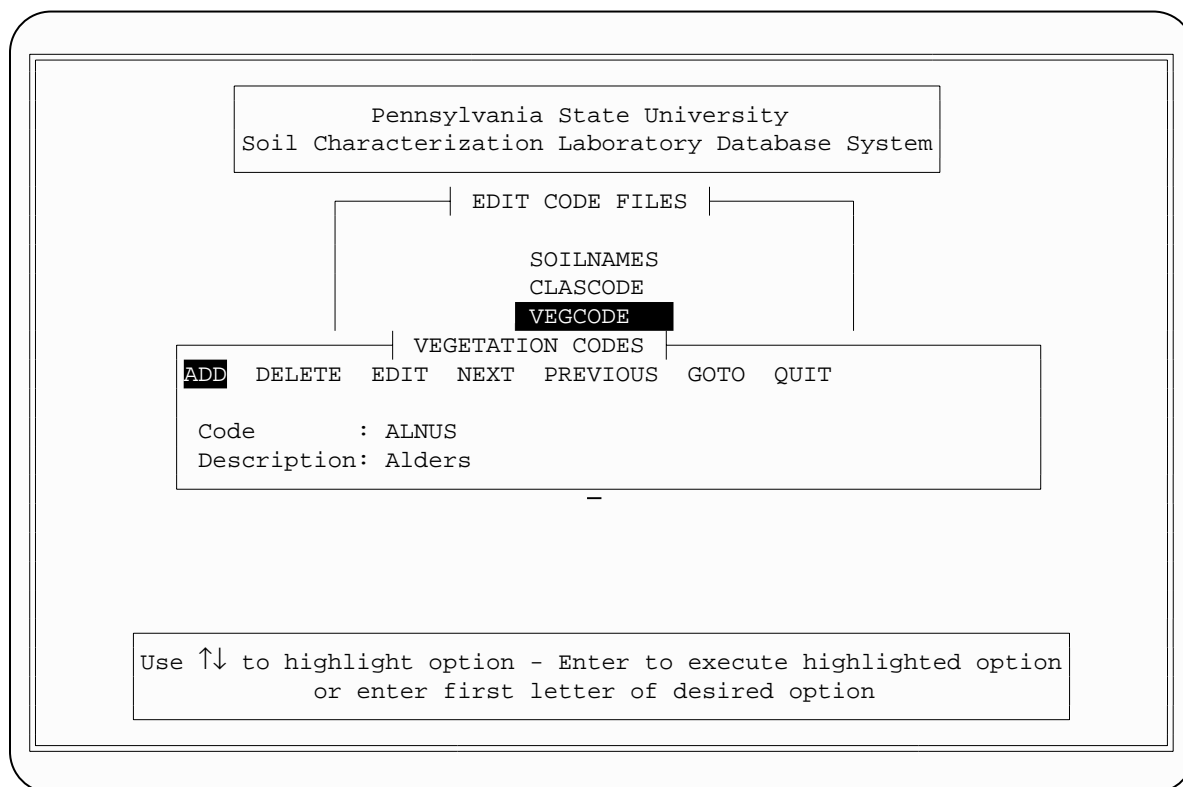 Pennsylvania State University
Soil Characterization Laboratory Database System
EDIT CODE FILES
SOILNAMES
CLASCODE
VEGCODE
VEGETATION CODES
ADD DELETE EDIT NEXT PREVIOUS GOTO QUIT
Code : ALNUS
Description: Alders
Use ↑↓ to highlight option - Enter to execute highlighted option
or enter first letter of desired option